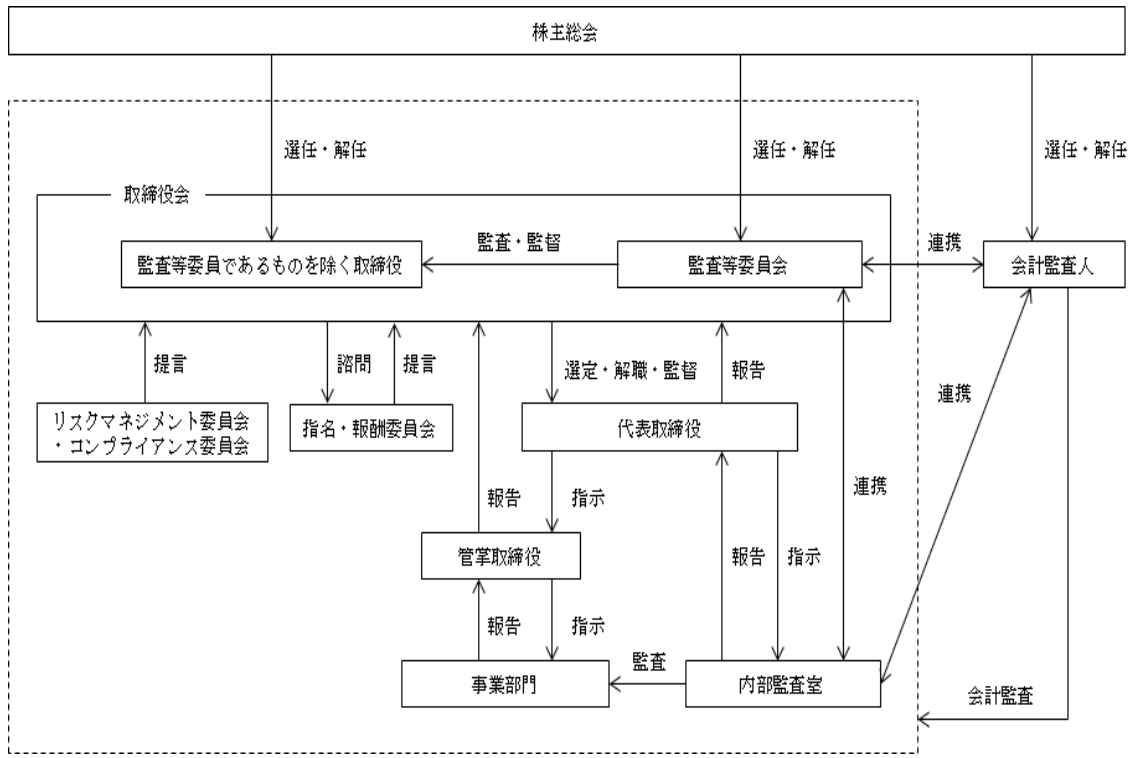 株主総会
選任・解任
選任・解任
選任・解任
取締役会
監査等委員であるものを除く取締役
監査・監督
監査等委員会
連携
会計監査人
提言
諮問
提言
選定・解職・監督
報告
連携
リスクマネジメント委員会
・コンプライアンス委員会
指名・報酬委員会
代表取締役
報告
指示
連携
管掌取締役
報告
指示
報告
指示
監査
事業部門
内部監査室
会計監査